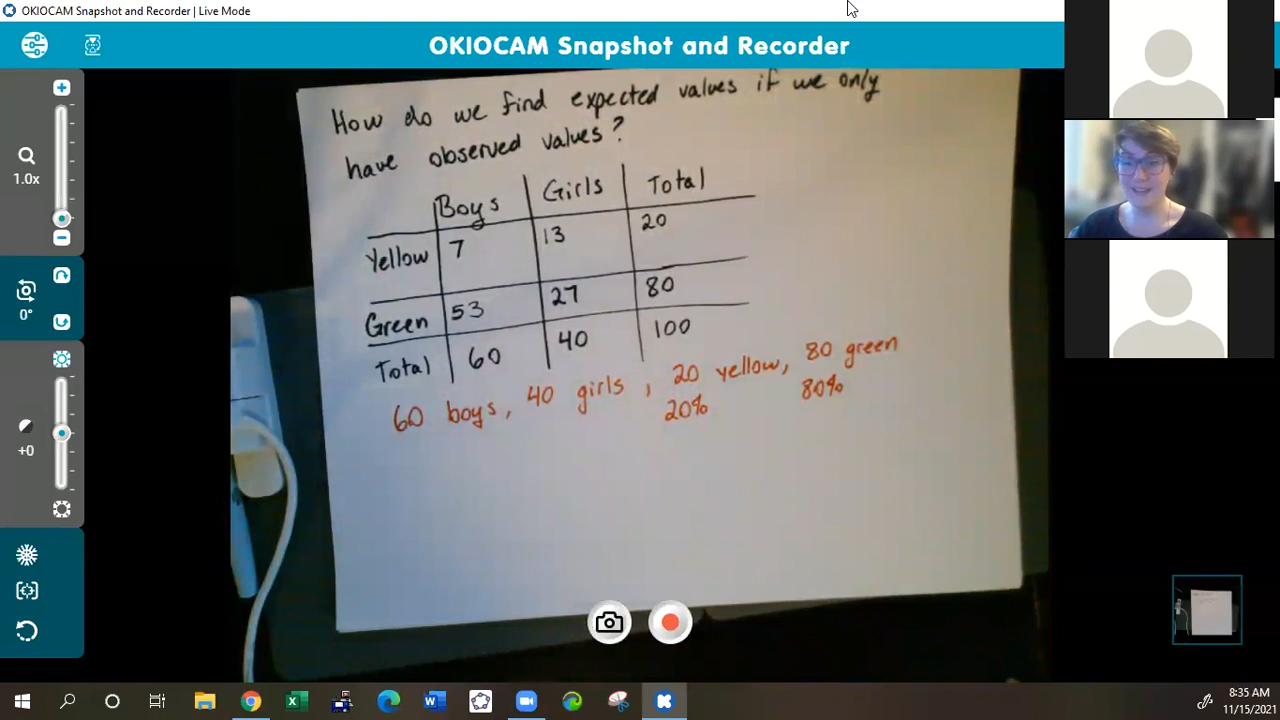 OKIOCAM Snapshot and Recorder | Live Mode
OKIOCAM Snapshot and Recorder
1.0x
0°
+0
How do we find expected values if we only
have observed values?
Boys Girls Total
Yellow 7 13 20
Green 53 27 80
Total 60 40 100
60 boys, 40 girls, 20 yellow, 80 green
20% 80%
8:35 AM
11/15/2021